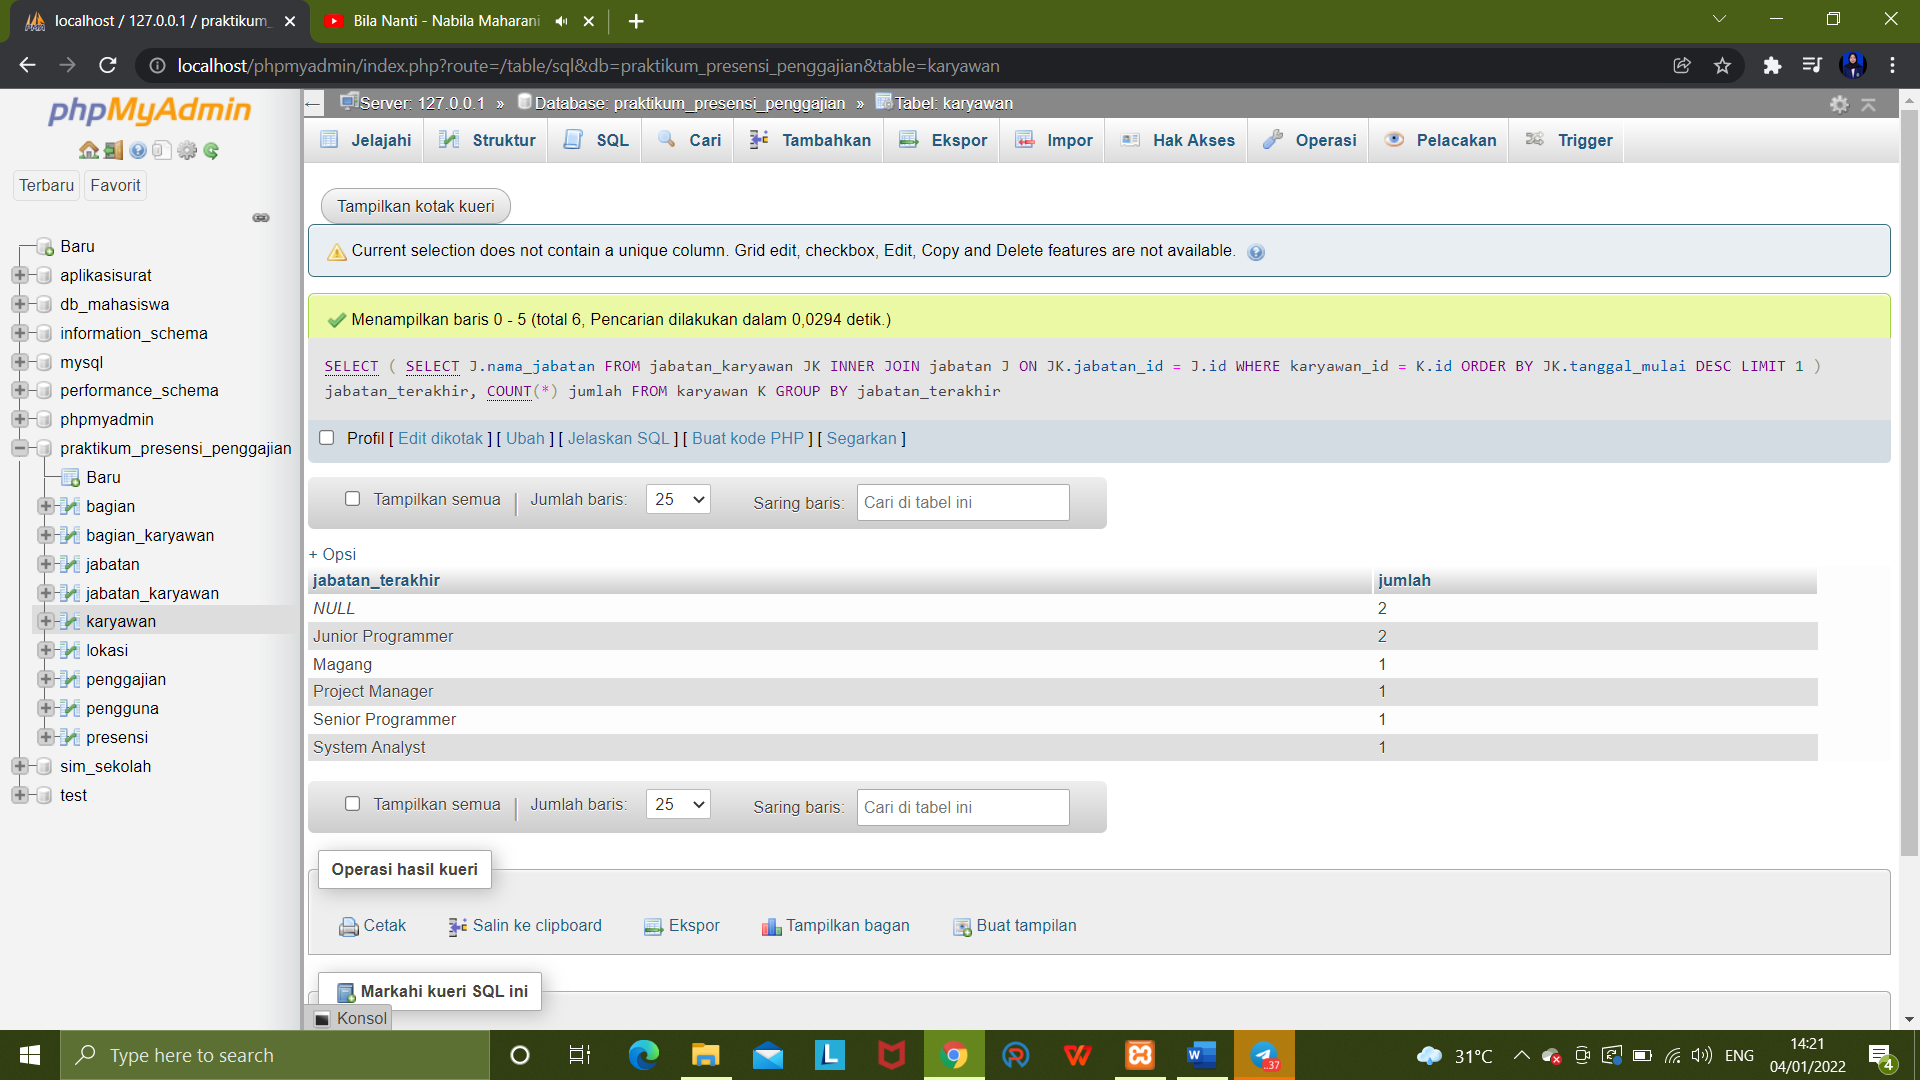 localhost / 127.0.0.1 / praktikum_
Bila Nanti - Nabila Maharani
localhost/phpmyadmin/index.php?route=/table/sql&db=praktikum_presensi_penggajian&table=karyawan
phpMyAdmin
Terbaru Favorit
Baru
aplikasisurat
db_mahasiswa
information_schema
mysql
performance_schema
phpmyadmin
praktikum_presensi_penggajian
Baru
bagian
bagian_karyawan
jabatan
jabatan_karyawan
karyawan
lokasi
penggajian
pengguna
presensi
sim_sekolah
test
Server: 127.0.0.1 » Database: praktikum_presensi_penggajian » Tabel: karyawan
Jelajahi Struktur SQL Cari Tambahkan Ekspor Impor Hak Akses Operasi Pelacakan Trigger
Tampilkan kotak kueri
Current selection does not contain a unique column. Grid edit, checkbox, Edit, Copy and Delete features are not available.
Menampilkan baris 0 - 5 (total 6, Pencarian dilakukan dalam 0,0294 detik.)
SELECT ( SELECT J.nama_jabatan FROM jabatan_karyawan JK INNER JOIN jabatan J ON JK.jabatan_id = J.id WHERE karyawan_id = K.id ORDER BY JK.tanggal_mulai DESC LIMIT 1 )
jabatan_terakhir, COUNT(*) jumlah FROM karyawan K GROUP BY jabatan_terakhir
Profil [ Edit dikotak ] [ Ubah ] [ Jelaskan SQL ] [ Buat kode PHP ] [ Segarkan ]
Tampilkan semua | Jumlah baris: 25 Saring baris: Cari di tabel ini
+ Opsi
jabatan_terakhir jumlah
NULL 2
Junior Programmer 2
Magang 1
Project Manager 1
Senior Programmer 1
System Analyst 1
Tampilkan semua | Jumlah baris: 25 Saring baris: Cari di tabel ini
Operasi hasil kueri
Cetak Salin ke clipboard Ekspor Tampilkan bagan Buat tampilan
Markahi kueri SQL ini
Konsol
Type here to search
..37
31°C
ENG
14:21
04/01/2022
4